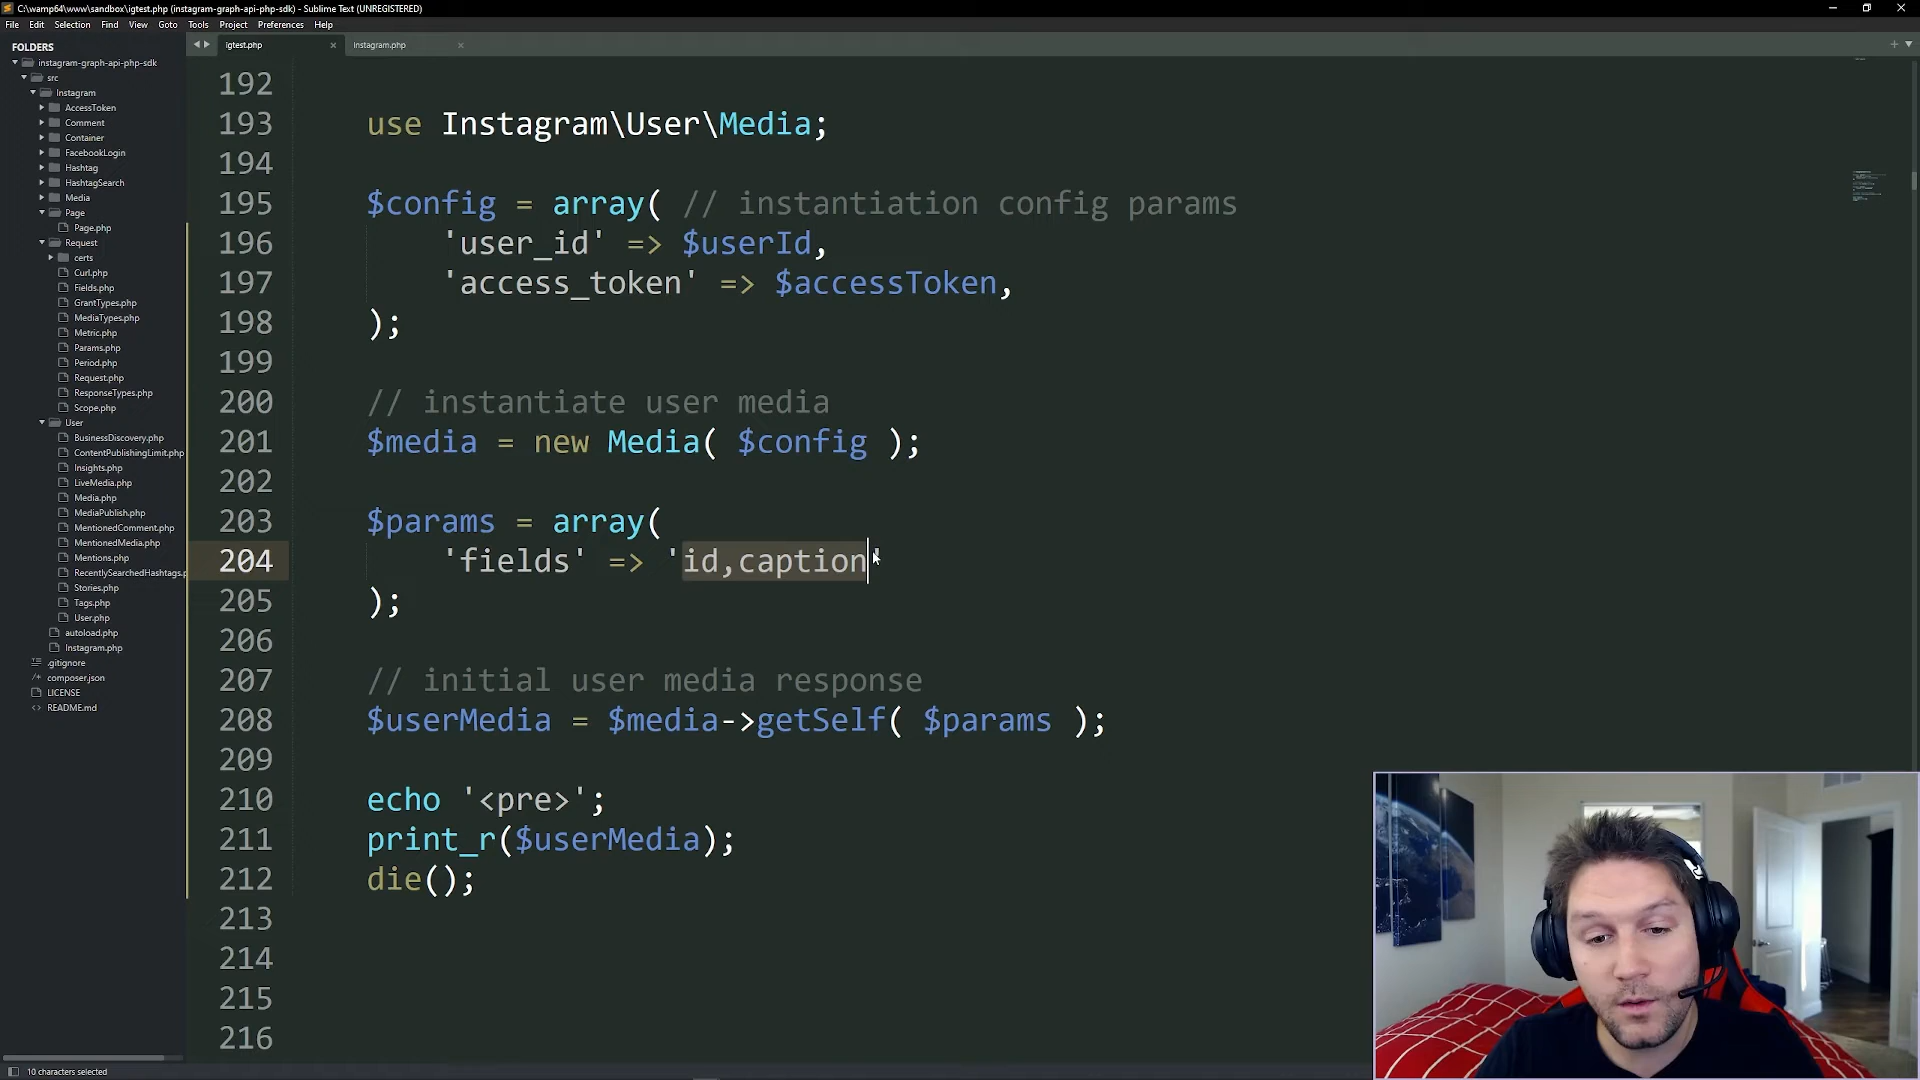 C:\wamp64\www\sandbox\igtest.php (instagram-graph-api-php-sdk) - Sublime Text (UNREGISTERED)
File Edit Selection Find View Goto Tools Project Preferences Help
FOLDERS
instagram-graph-api-php-sdk
src
Instagram
AccessToken
Comment
Container
FacebookLogin
Hashtag
HashtagSearch
Media
Page
Page.php
Request
certs
Curl.php
Fields.php
GrantTypes.php
MediaTypes.php
Metric.php
Params.php
Period.php
Request.php
ResponseTypes.php
Scope.php
User
BusinessDiscovery.php
ContentPublishingLimit.php
Insights.php
LiveMedia.php
Media.php
MediaPublish.php
MentionedComment.php
MentionedMedia.php
Mentions.php
RecentlySearchedHashtags.p
Stories.php
Tags.php
User.php
autoload.php
Instagram.php
.gitignore
composer.json
LICENSE
README.md
igtest.php
Instagram.php
192
193 use Instagram\User\Media;
194
195 $config = array( // instantiation config params
196 'user_id' => $userId,
197 'access_token' => $accessToken,
198 );
199
200 // instantiate user media
201 $media = new Media( $config );
202
203 $params = array(
204 'fields' => 'id,caption'
205 );
206
207 // initial user media response
208 $userMedia = $media->getSelf( $params );
209
210 echo '<pre>';
211 print_r($userMedia);
212 die();
213
214
215
216
10 characters selected